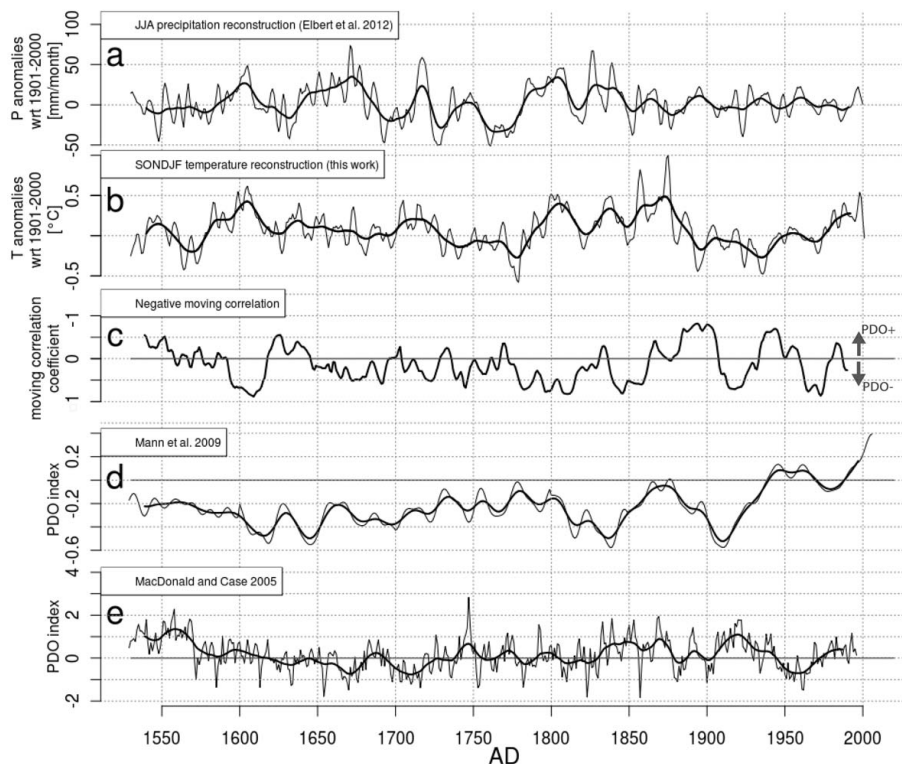 JJA precipitation reconstruction (Elbert et al. 2012)
a
P anomalies
wrt 1901-2000
[mm/month]
100
50
0
-50
SONDJF temperature reconstruction (this work)
b
T anomalies
wrt 1901-2000
[°C]
0.5
-0.5
Negative moving correlation
c
moving correlation
coefficient
-1
0
1
PDO+
PDO-
Mann et al. 2009
d
PDO index
0.2
-0.2
-0.6
MacDonald and Case 2005
e
PDO index
4
2
0
-2
1550 1600 1650 1700 1750 1800 1850 1900 1950 2000
AD